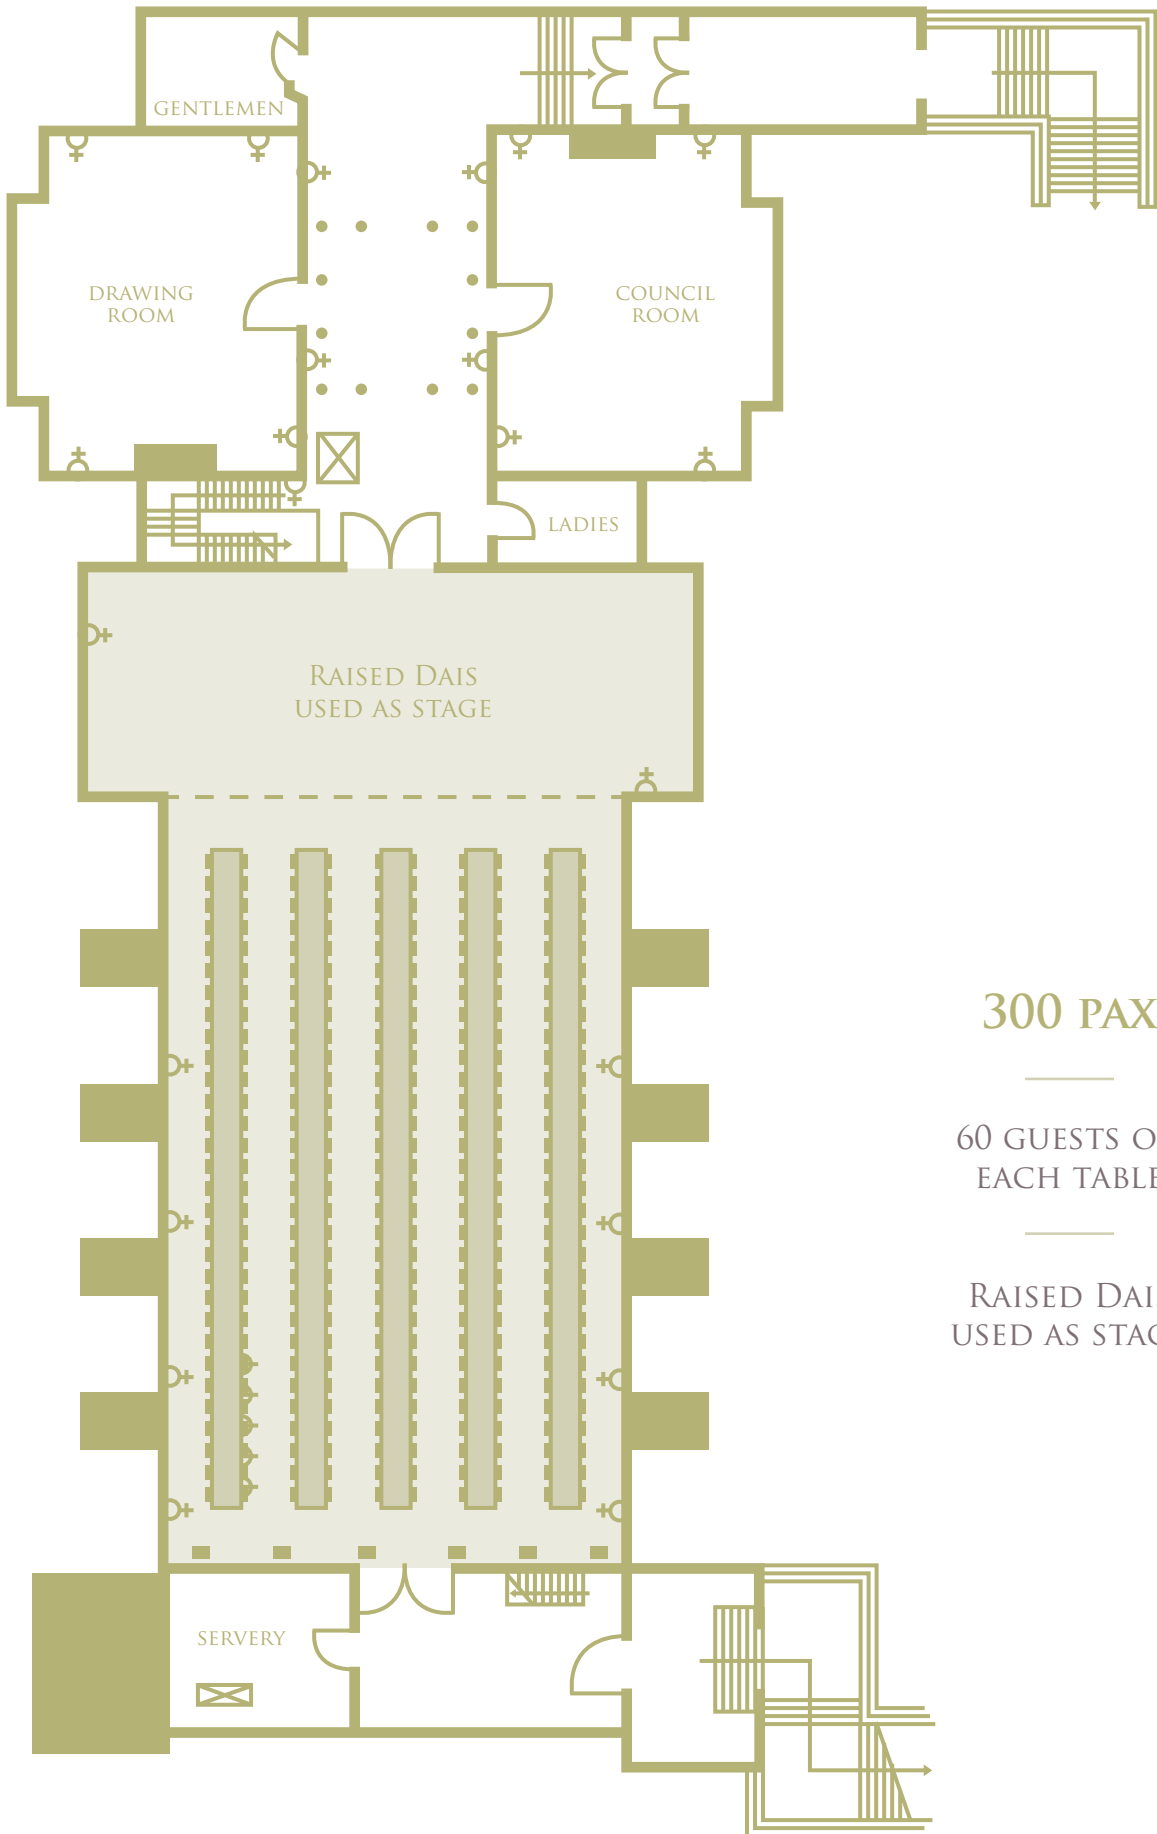 GENTLEMEN
DRAWING
ROOM
COUNCIL
ROOM
LADIES
RAISED DAIS
USED AS STAGE
300 PAX
60 GUESTS O
EACH TABLE
RAISED DAI
USED AS STAG
SERVERY